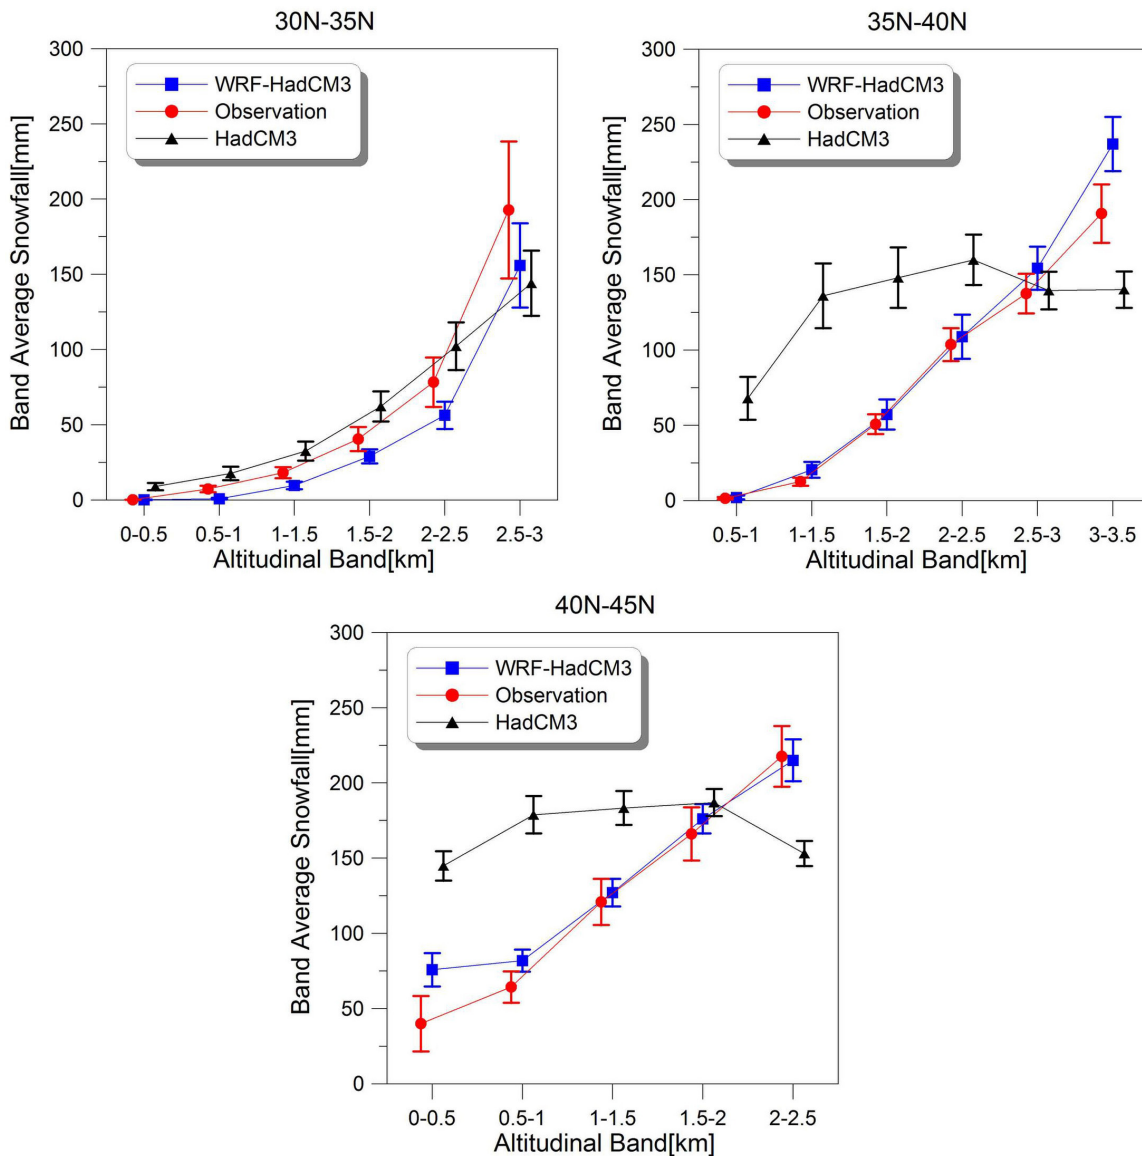 30N-35N
300
250
200
150
100
50
0
Band Average Snowfall[mm]
WRF-HadCM3
Observation
HadCM3
0-0.5 0.5-1 1-1.5 1.5-2 2-2.5 2.5-3
Altitudinal Band[km]
35N-40N
300
250
200
150
100
50
0
Band Average Snowfall[mm]
WRF-HadCM3
Observation
HadCM3
0.5-1 1-1.5 1.5-2 2-2.5 2.5-3 3-3.5
Altitudinal Band[km]
40N-45N
300
250
200
150
100
50
0
Band Average Snowfall[mm]
WRF-HadCM3
Observation
HadCM3
0-0.5 0.5-1 1-1.5 1.5-2 2-2.5
Altitudinal Band[km]